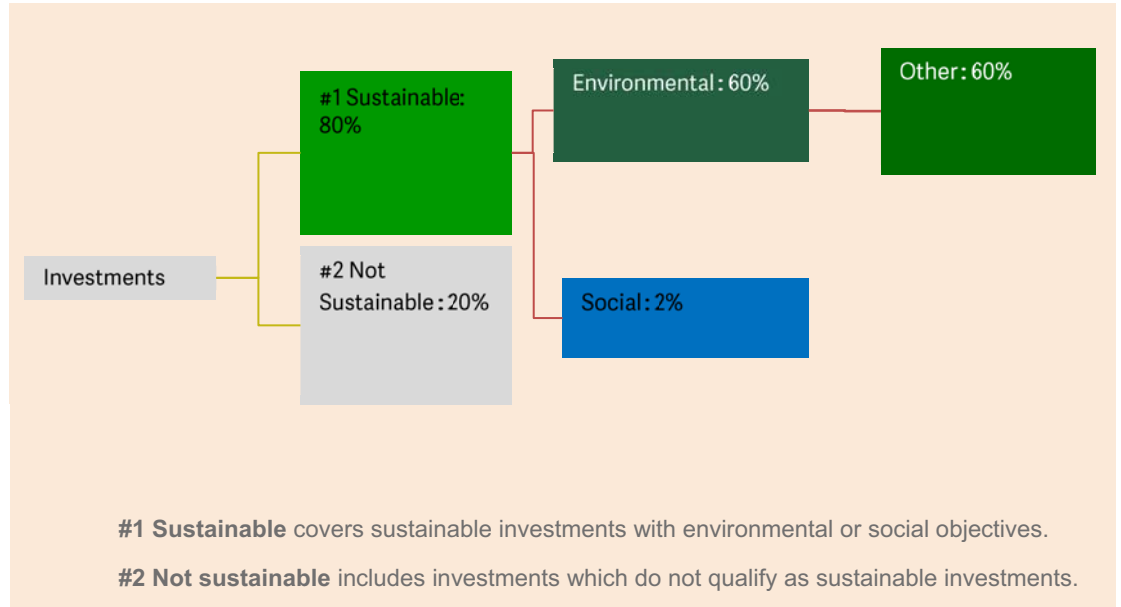 #1 Sustainable:
80%
Environmental: 60%
Other: 60%
Investments
#2 Not
Sustainable: 20%
Social: 2%
#1 Sustainable covers sustainable investments with environmental or social objectives.
#2 Not sustainable includes investments which do not qualify as sustainable investments.